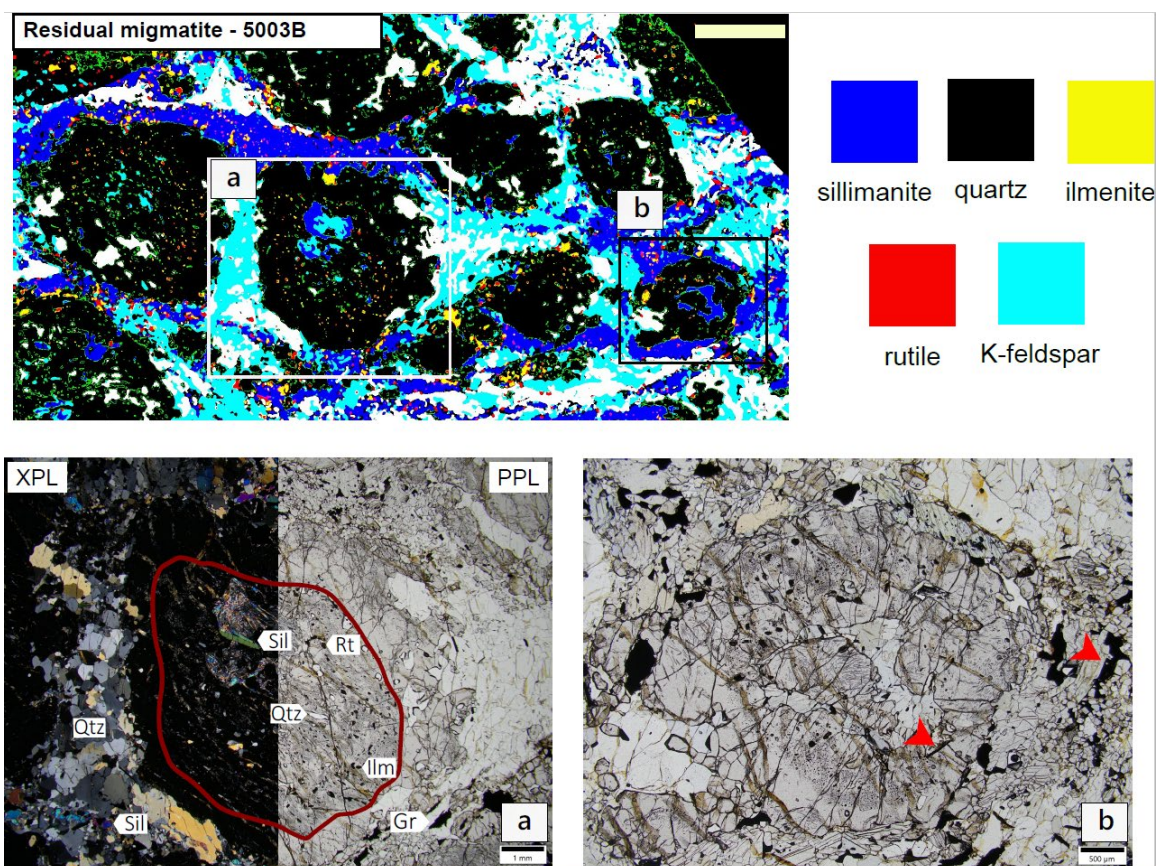 Residual migmatite - 5003B
a
b
sillimanite
quartz
ilmenite
rutile
K-feldspar
XPL
PPL
Sil
Rt
Qtz
Qtz
Ilm
Sil
Gr
a
1 mm
b
500 µm